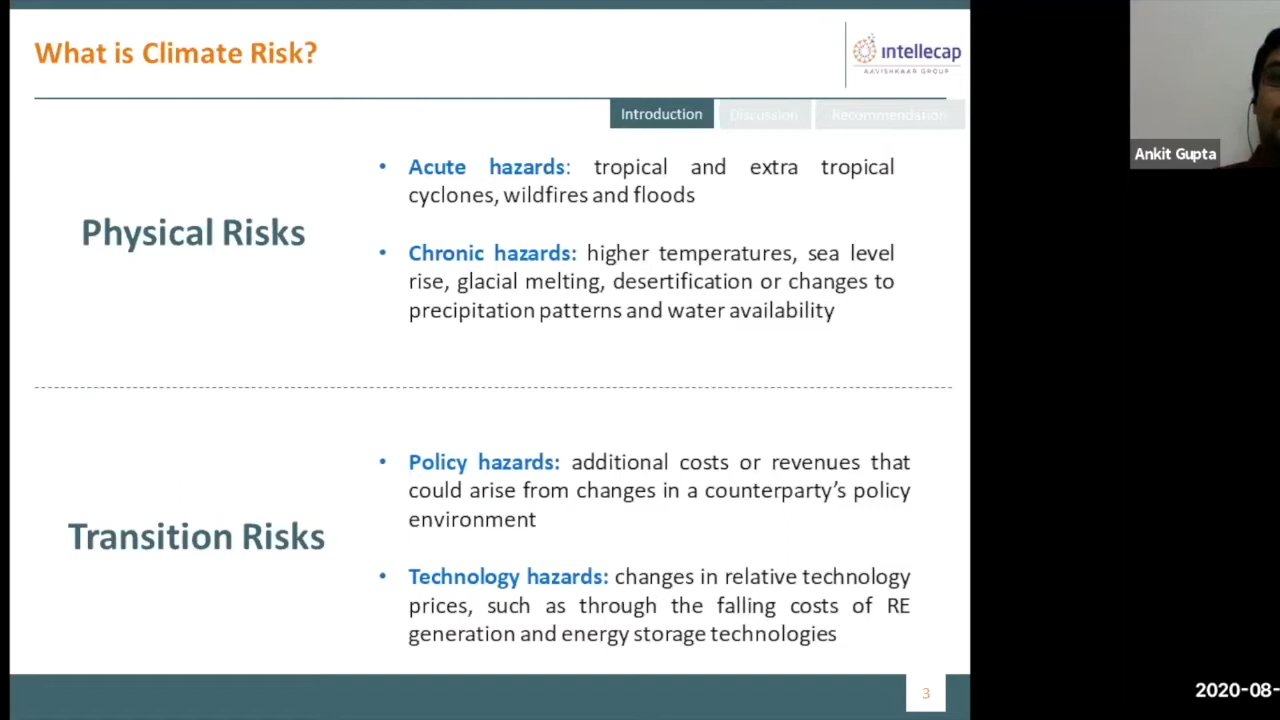 What is Climate Risk?
intellecap
AAVISHKAAR GROUP
Introduction
Discussion
Recommendation
Physical Risks
• Acute hazards: tropical and extra tropical
cyclones, wildfires and floods
• Chronic hazards: higher temperatures, sea level
rise, glacial melting, desertification or changes to
precipitation patterns and water availability
Transition Risks
• Policy hazards: additional costs or revenues that
could arise from changes in a counterparty’s policy
environment
• Technology hazards: changes in relative technology
prices, such as through the falling costs of RE
generation and energy storage technologies
3
Ankit Gupta
2020-08-